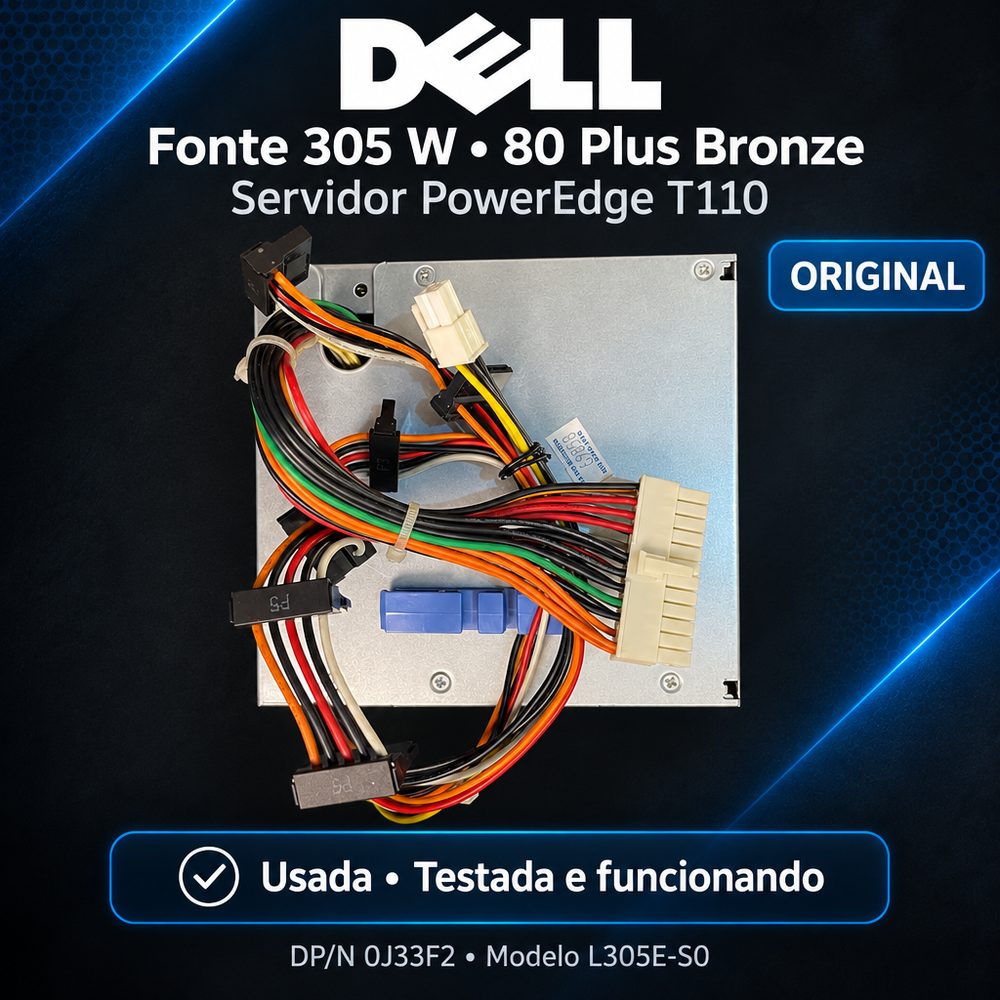 DELL
Fonte 305 W • 80 Plus Bronze
Servidor PowerEdge T110
ORIGINAL
P5
Usada • Testada e funcionando
DP/N 0J33F2 • Modelo L305E-S0